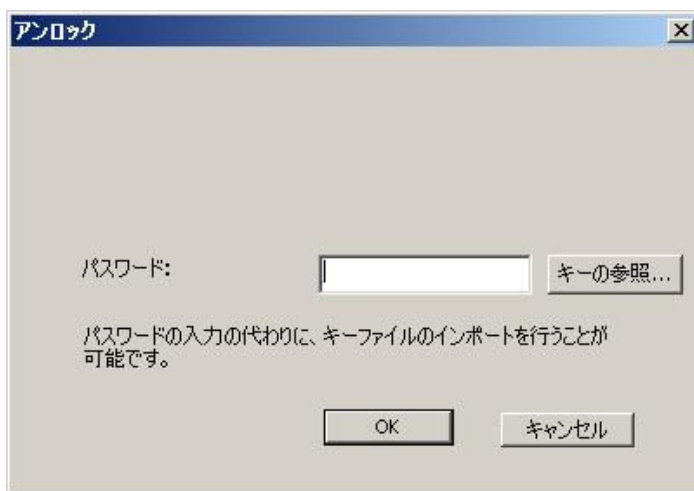 アンロック
パスワード:
キーの参照...
パスワードの入力の代わりに、キーファイルのインポートを行うことが
可能です。
OK
キャンセル